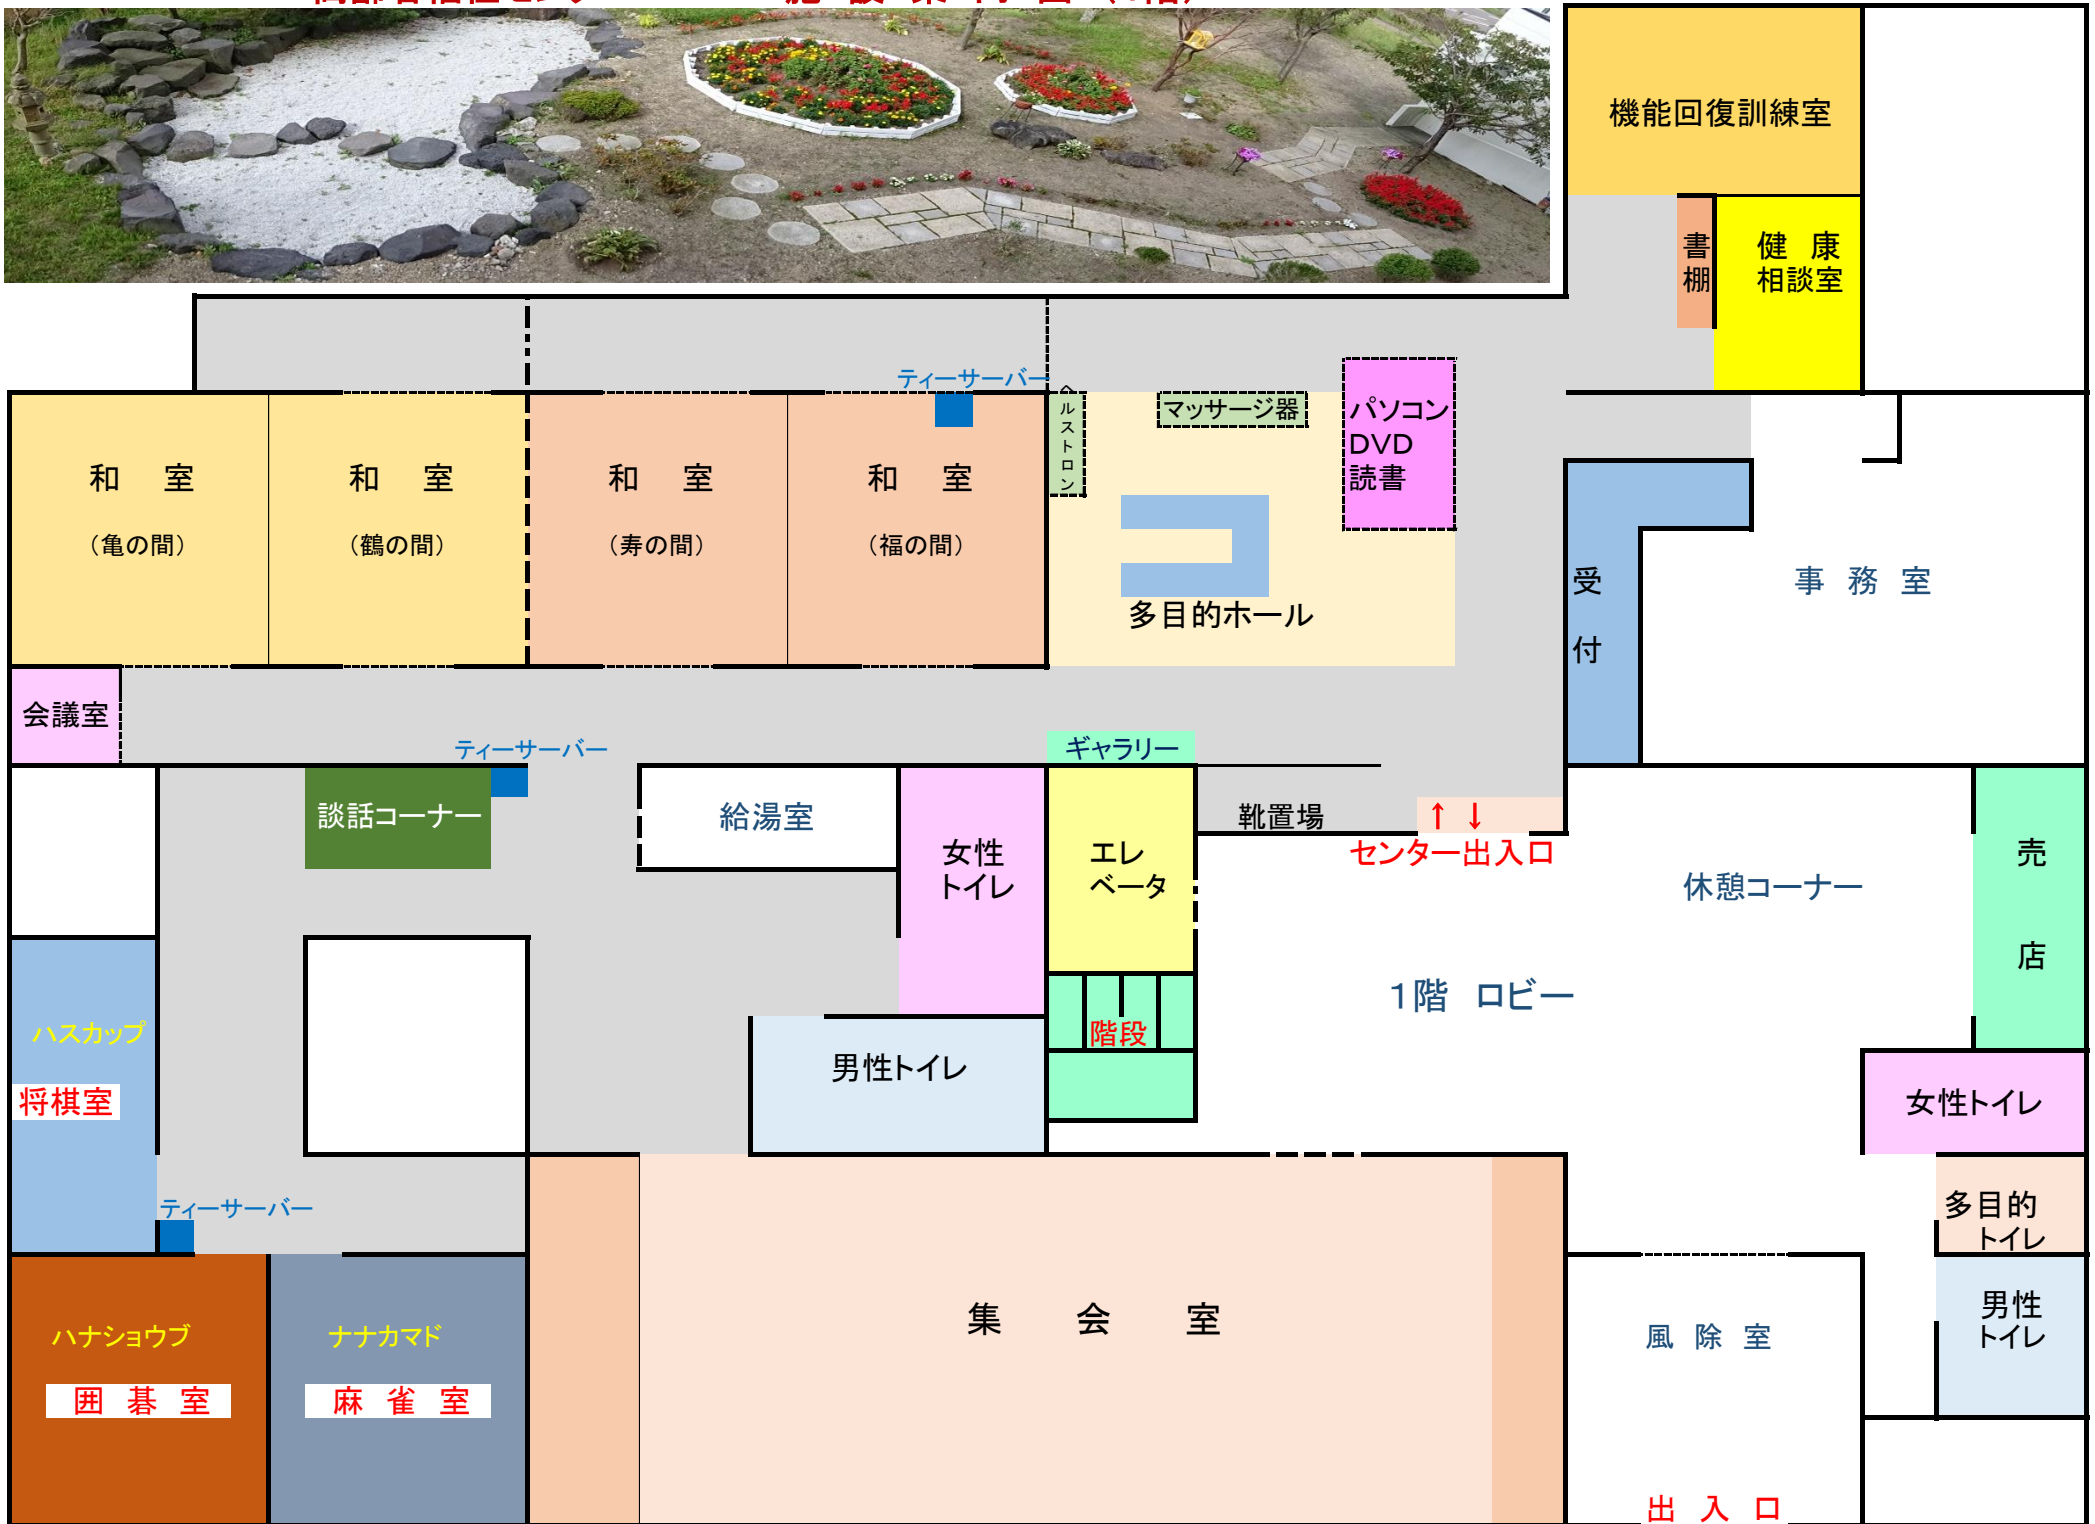 機能回復訓練室
書棚
健 康
相談室
ティーサーバー
ヘルストロン
マッサージ器
パソコン
DVD
読書
和 室
(亀の間)
和 室
(鶴の間)
和 室
(寿の間)
和 室
(福の間)
多目的ホール
受付
事 務 室
会議室
ティーサーバー
ギャラリー
談話コーナー
給湯室
女性
トイレ
エレ
ベータ
靴置場
↑ ↓
センター出入口
休憩コーナー
売店
1階 ロビー
ハスカップ
将棋室
男性トイレ
階段
女性トイレ
ティーサーバー
多目的
トイレ
ハナショウブ
囲 碁 室
ナナカマド
麻 雀 室
集 会 室
風 除 室
男性
トイレ
出 入 口